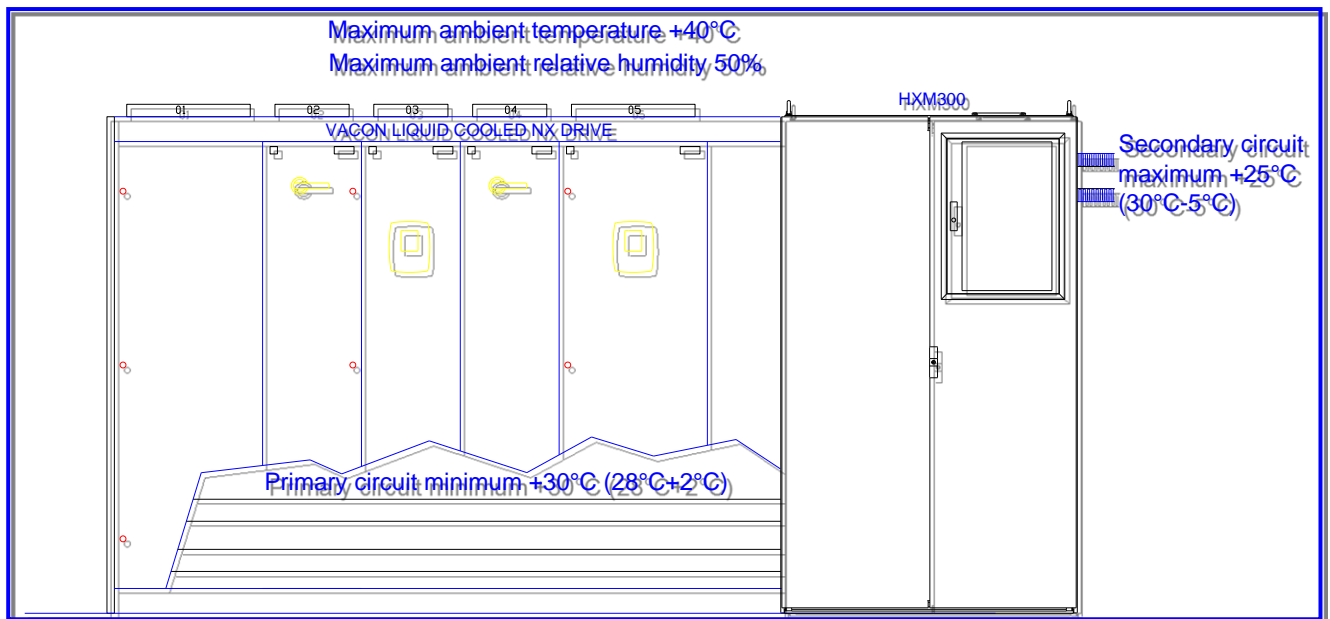 Maximum ambient temperature +40°C
Maximum ambient relative humidity 50%
01 02 03 04 05
HXM300
VACON LIQUID COOLED NX DRIVE
Secondary circuit
maximum +25°C
(30°C-5°C)
Primary circuit minimum +30°C (28°C+2°C)